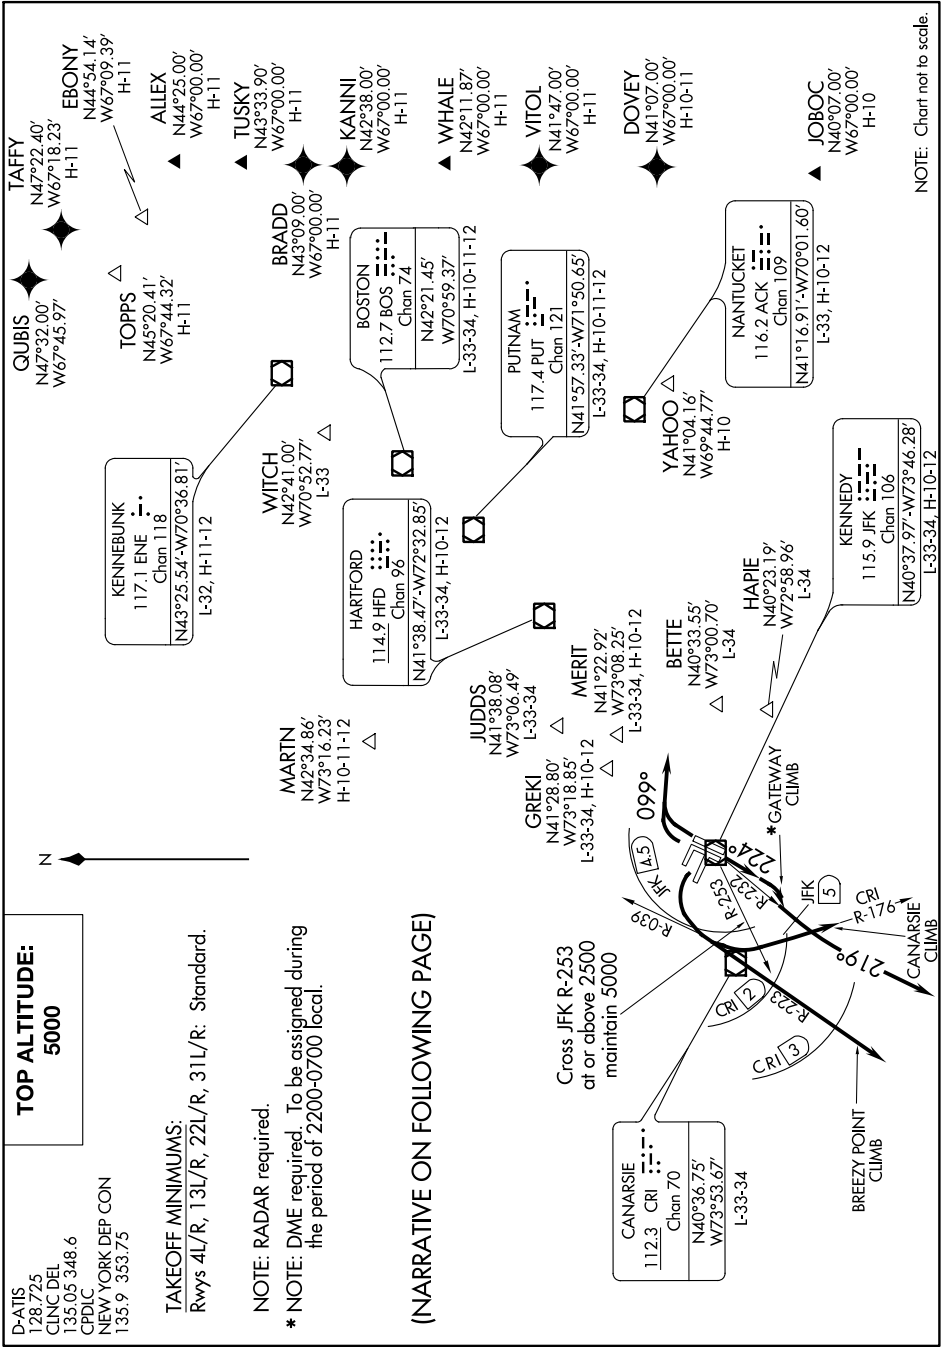 D-ATIS
128.725
CLNC DEL
135.05 348.6
CPDLC
NEW YORK DEP CON
135.9 353.75
TOP ALTITUDE:
5000
TAKEOFF MINIMUMS:
Rwys 4L/R, 13L/R, 22L/R, 31L/R: Standard.
NOTE: RADAR required.
* NOTE: DME required. To be assigned during
the period of 2200-0700 local.
(NARRATIVE ON FOLLOWING PAGE)
N
QUBIS
N47°32.00'
W67°45.97'
TAFFY
N47°22.40'
W67°18.23'
H-11
EBONY
N44°54.14'
W67°09.39'
H-11
TOPPS
N45°20.41'
W67°44.32'
H-11
ALLEX
N44°25.00'
W67°00.00'
H-11
TUSKY
N43°33.90'
W67°00.00'
H-11
BRADD
N43°09.00'
W67°00.00'
H-11
KANNI
N42°38.00'
W67°00.00'
H-11
WHALE
N42°11.87'
W67°00.00'
H-11
VITOL
N41°47.00'
W67°00.00'
H-11
DOVEY
N41°07.00'
W67°00.00'
H-10-11
JOBOC
N40°07.00'
W67°00.00'
H-10
KENNEBUNK
117.1 ENE
Chan 118
N43°25.54'-W70°36.81'
L-32, H-11-12
WITCH
N42°41.00'
W70°52.77'
L-33
BOSTON
112.7 BOS
Chan 74
N42°21.45'
W70°59.37'
L-33-34, H-10-11-12
HARTFORD
114.9 HFD
Chan 96
N41°38.47'-W72°32.85'
L-33-34, H-10-12
PUTNAM
117.4 PUT
Chan 121
N41°57.33'-W71°50.65'
L-33-34, H-10-11-12
NANTUCKET
116.2 ACK
Chan 109
N41°16.91'-W70°01.60'
L-33, H-10-12
YAHOO
N41°04.16'
W69°44.77'
H-10
MARTN
N42°34.86'
W73°16.23'
H-10-11-12
JUDDS
N41°38.08'
W73°06.49'
L-33-34
GREKI
N41°28.80'
W73°18.85'
L-33-34, H-10-12
MERIT
N41°22.92'
W73°08.25'
L-33-34, H-10-12
BETTE
N40°33.55'
W73°00.70'
L-34
HAPIE
N40°23.19'
W72°58.96'
L-34
KENNEDY
115.9 JFK
Chan 106
N40°37.97'-W73°46.28'
L-33-34, H-10-12
099°
JFK 4.5
R-039
R-253
R-232
224°
*GATEWAY
CLIMB
JFK
5
CRI
R-176
CANARSIE
CLIMB
219°
R-223
CRI 2
CRI 3
Cross JFK R-253
at or above 2500
maintain 5000
CANARSIE
112.3 CRI
Chan 70
N40°36.75'
W73°53.67'
L-33-34
BREEZY POINT
CLIMB
NOTE: Chart not to scale.